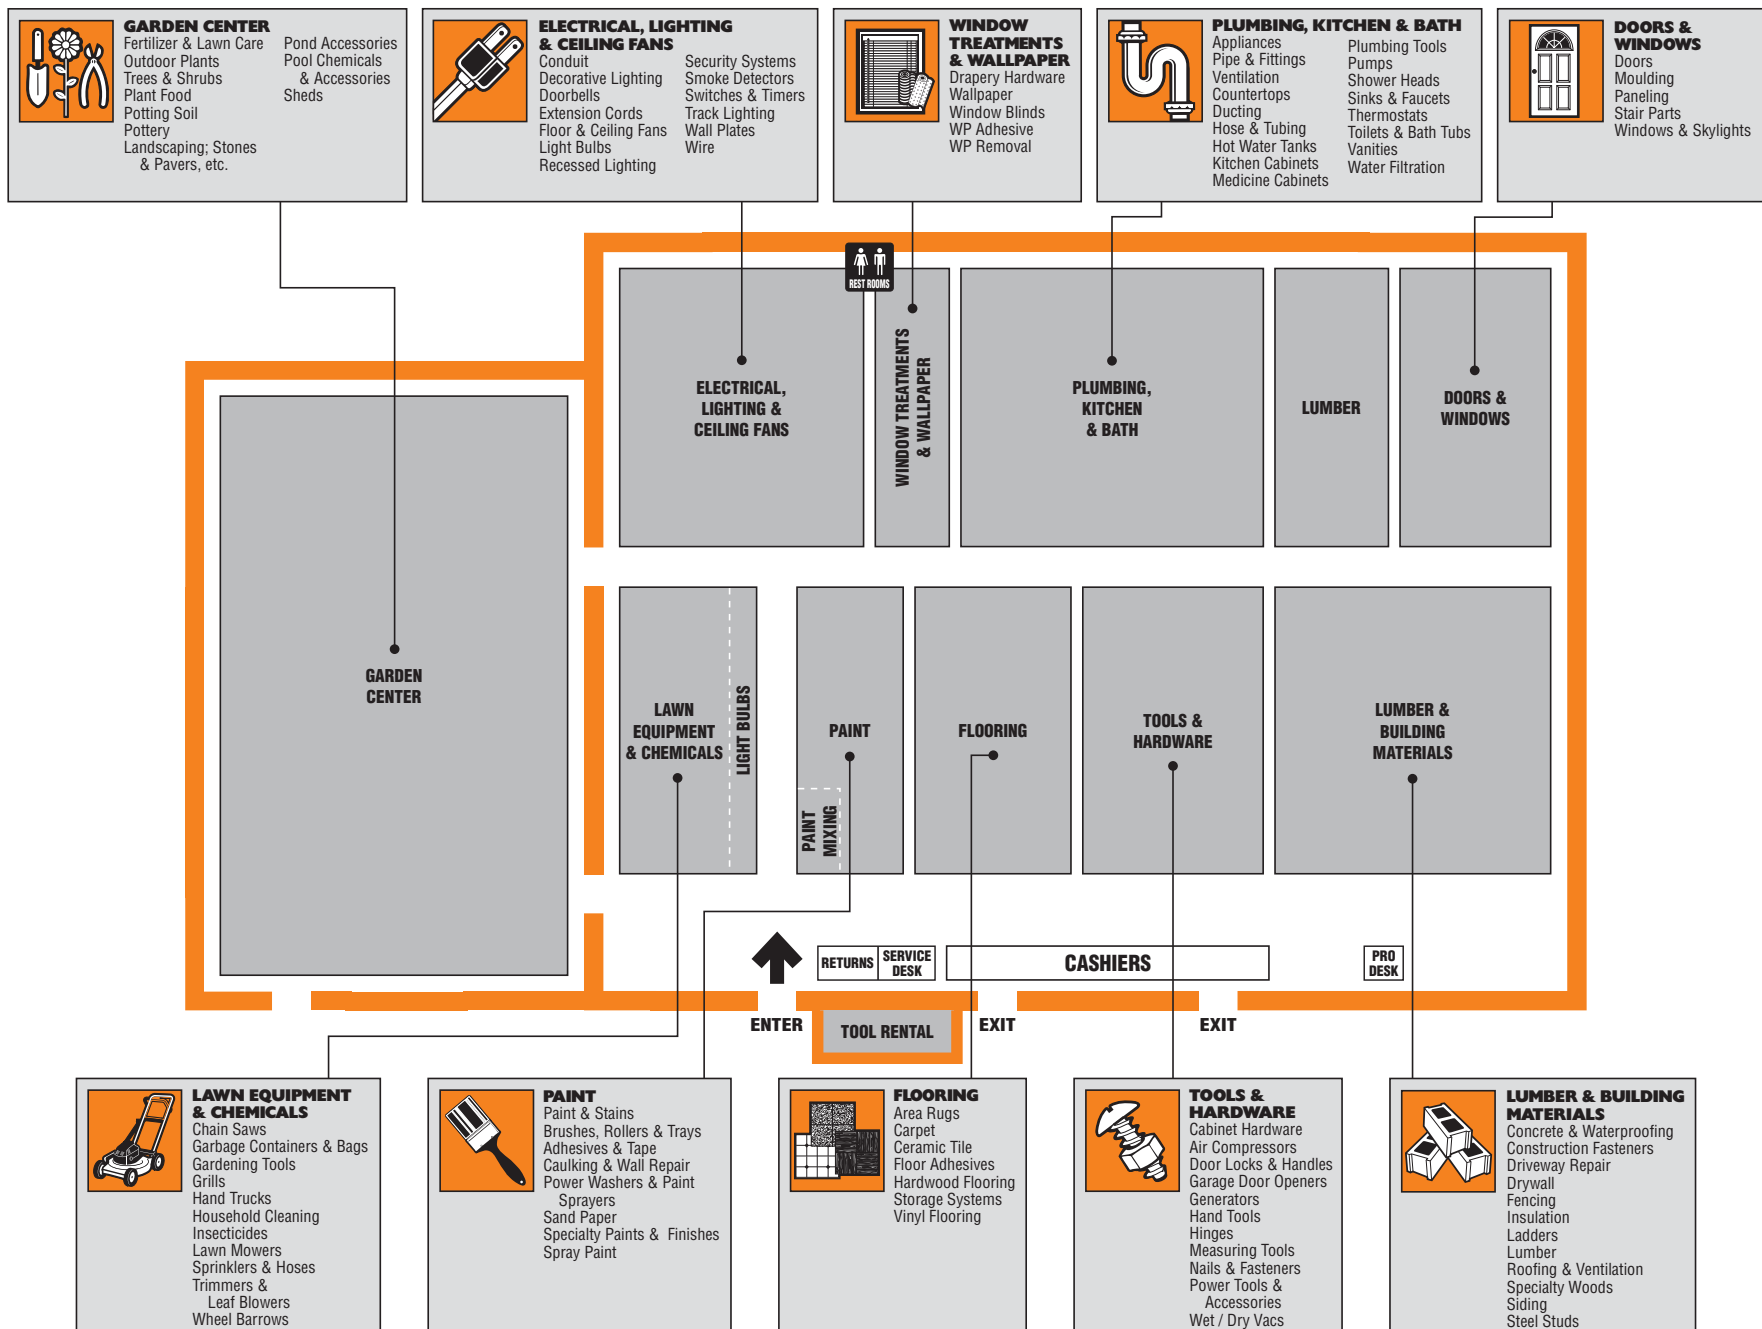 GARDEN CENTER
Fertilizer & Lawn Care
Outdoor Plants
Trees & Shrubs
Plant Food
Potting Soil
Pottery
Landscaping; Stones
& Pavers, etc.
Pond Accessories
Pool Chemicals
& Accessories
Sheds
ELECTRICAL, LIGHTING
& CEILING FANS
Conduit
Decorative Lighting
Doorbells
Extension Cords
Floor & Ceiling Fans
Light Bulbs
Recessed Lighting
Security Systems
Smoke Detectors
Switches & Timers
Track Lighting
Wall Plates
Wire
WINDOW
TREATMENTS
& WALLPAPER
Drapery Hardware
Wallpaper
Window Blinds
WP Adhesive
WP Removal
PLUMBING, KITCHEN & BATH
Appliances
Pipe & Fittings
Ventilation
Countertops
Ducting
Hose & Tubing
Hot Water Tanks
Kitchen Cabinets
Medicine Cabinets
Plumbing Tools
Pumps
Shower Heads
Sinks & Faucets
Thermostats
Toilets & Bath Tubs
Vanities
Water Filtration
DOORS &
WINDOWS
Doors
Moulding
Paneling
Stair Parts
Windows & Skylights
REST ROOMS
ELECTRICAL,
LIGHTING &
CEILING FANS
WINDOW TREATMENTS
& WALLPAPER
PLUMBING,
KITCHEN
& BATH
LUMBER
DOORS &
WINDOWS
GARDEN
CENTER
LAWN
EQUIPMENT
& CHEMICALS
LIGHT BULBS
PAINT
PAINT
MIXING
FLOORING
TOOLS &
HARDWARE
LUMBER &
BUILDING
MATERIALS
RETURNS
SERVICE
DESK
CASHIERS
PRO
DESK
ENTER
TOOL RENTAL
EXIT
EXIT
LAWN EQUIPMENT
& CHEMICALS
Chain Saws
Garbage Containers & Bags
Gardening Tools
Grills
Hand Trucks
Household Cleaning
Insecticides
Lawn Mowers
Sprinklers & Hoses
Trimmers &
Leaf Blowers
Wheel Barrows
PAINT
Paint & Stains
Brushes, Rollers & Trays
Adhesives & Tape
Caulking & Wall Repair
Power Washers & Paint
Sprayers
Sand Paper
Specialty Paints & Finishes
Spray Paint
FLOORING
Area Rugs
Carpet
Ceramic Tile
Floor Adhesives
Hardwood Flooring
Storage Systems
Vinyl Flooring
TOOLS &
HARDWARE
Cabinet Hardware
Air Compressors
Door Locks & Handles
Garage Door Openers
Generators
Hand Tools
Hinges
Measuring Tools
Nails & Fasteners
Power Tools &
Accessories
Wet / Dry Vacs
LUMBER & BUILDING
MATERIALS
Concrete & Waterproofing
Construction Fasteners
Driveway Repair
Drywall
Fencing
Insulation
Ladders
Lumber
Roofing & Ventilation
Specialty Woods
Siding
Steel Studs